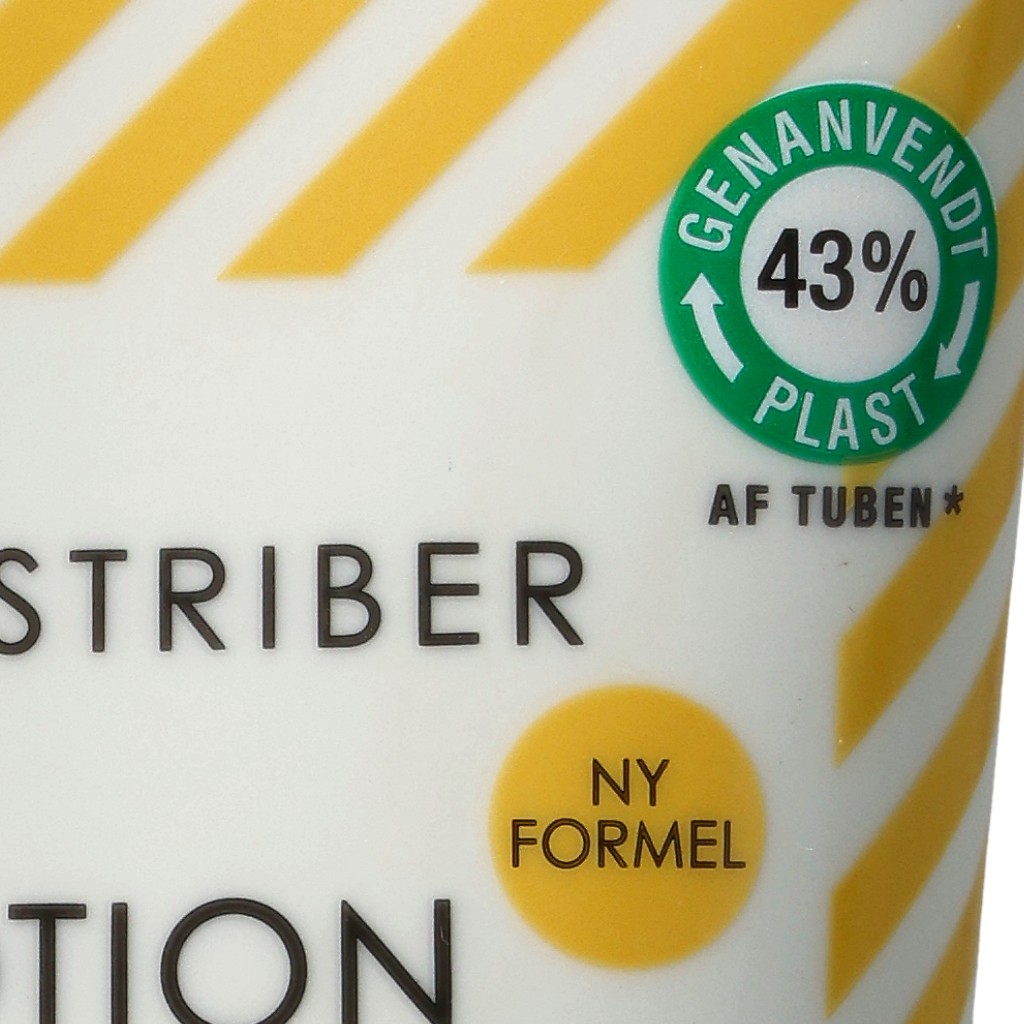 GENANVENDT
43%
PLAST
AF TUBEN*
STRIBER
NY
FORMEL
OTION